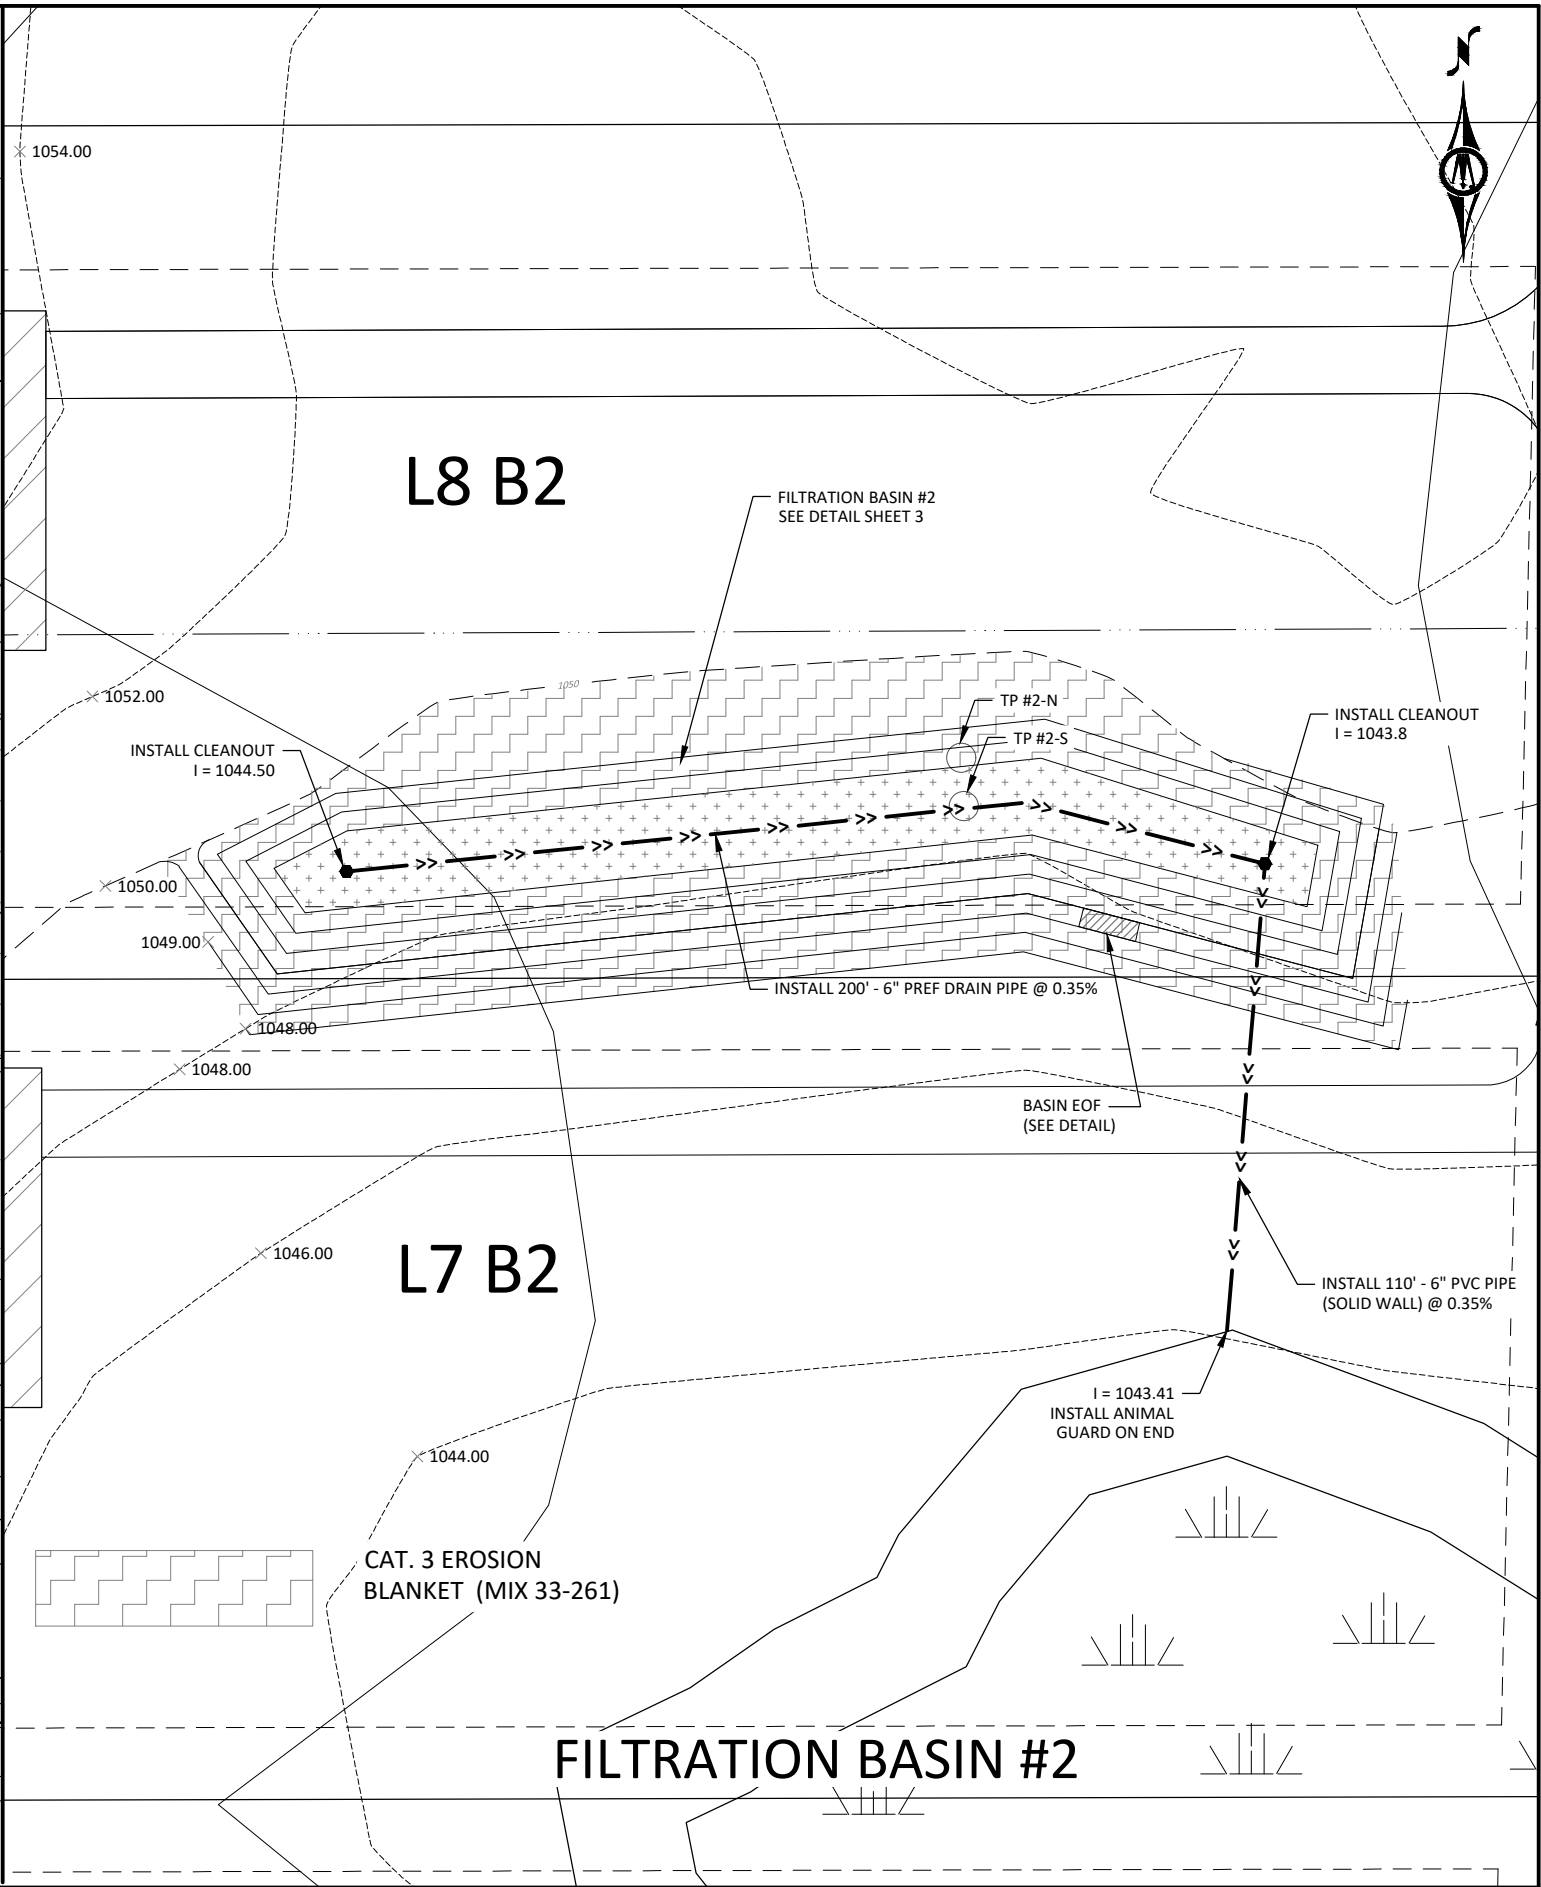 N
1054.00
L8 B2
FILTRATION BASIN #2
SEE DETAIL SHEET 3
1050
1052.00
TP #2-N
INSTALL CLEANOUT
I = 1043.8
TP #2-S
INSTALL CLEANOUT
I = 1044.50
1050.00
1049.00
INSTALL 200' - 6" PREF DRAIN PIPE @ 0.35%
1048.00
1048.00
BASIN EOF
(SEE DETAIL)
1046.00
L7 B2
INSTALL 110' - 6" PVC PIPE
(SOLID WALL) @ 0.35%
I = 1043.41
INSTALL ANIMAL
GUARD ON END
1044.00
CAT. 3 EROSION
BLANKET (MIX 33-261)
FILTRATION BASIN #2